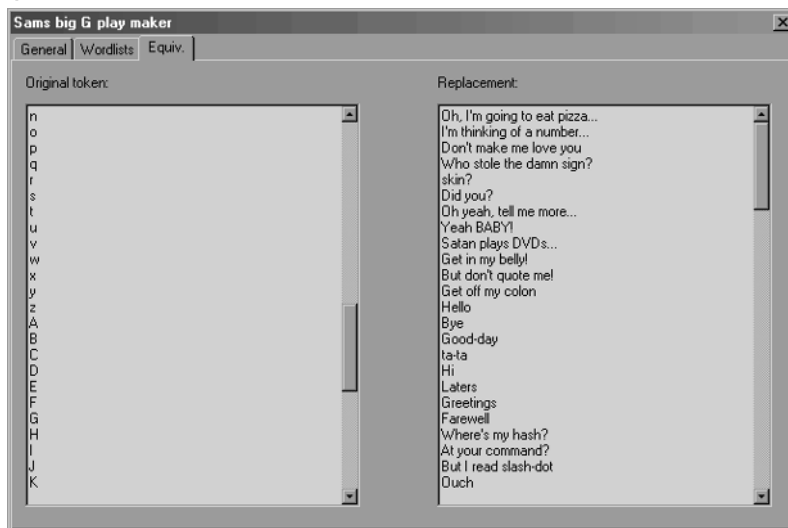 Sams big G play maker
General Wordlists Equiv.
Original token:
n
o
p
q
r
s
t
u
v
w
x
y
z
A
B
C
D
E
F
G
H
I
J
K
Replacement:
Oh, I'm going to eat pizza...
I'm thinking of a number...
Don't make me love you
Who stole the damn sign?
skin?
Did you?
Oh yeah, tell me more...
Yeah BABY!
Satan plays DVDs...
Get in my belly!
But don't quote me!
Get off my colon
Hello
Bye
Good-day
ta-ta
Hi
Laters
Greetings
Farewell
Where's my hash?
At your command?
But I read slash-dot
Ouch